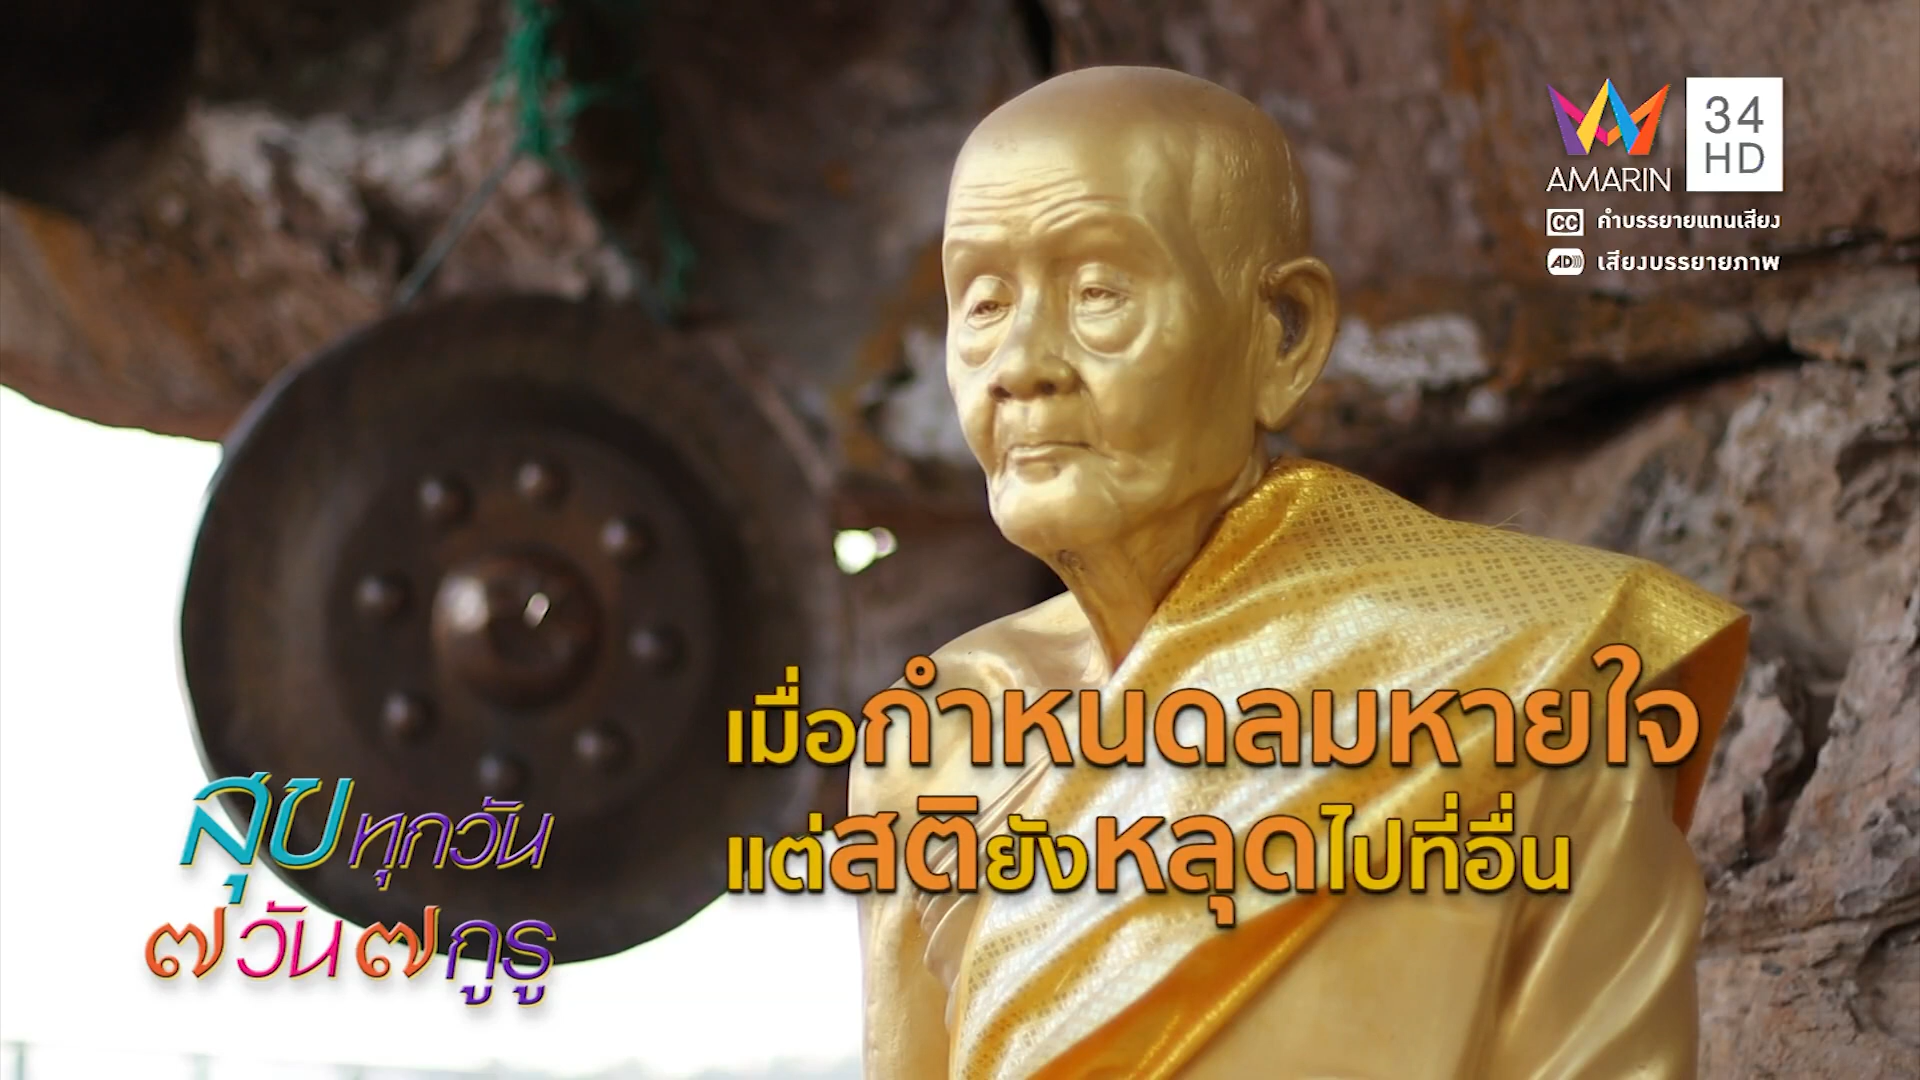 AMARIN
34
HD
CC คำบรรยายแทนเสียง
AD เสียงบรรยายภาพ
เมื่อกำหนดลมหายใจ
แต่สติยังหลุดไปที่อื่น
สุขทุกวัน
๗วัน๗กูรู